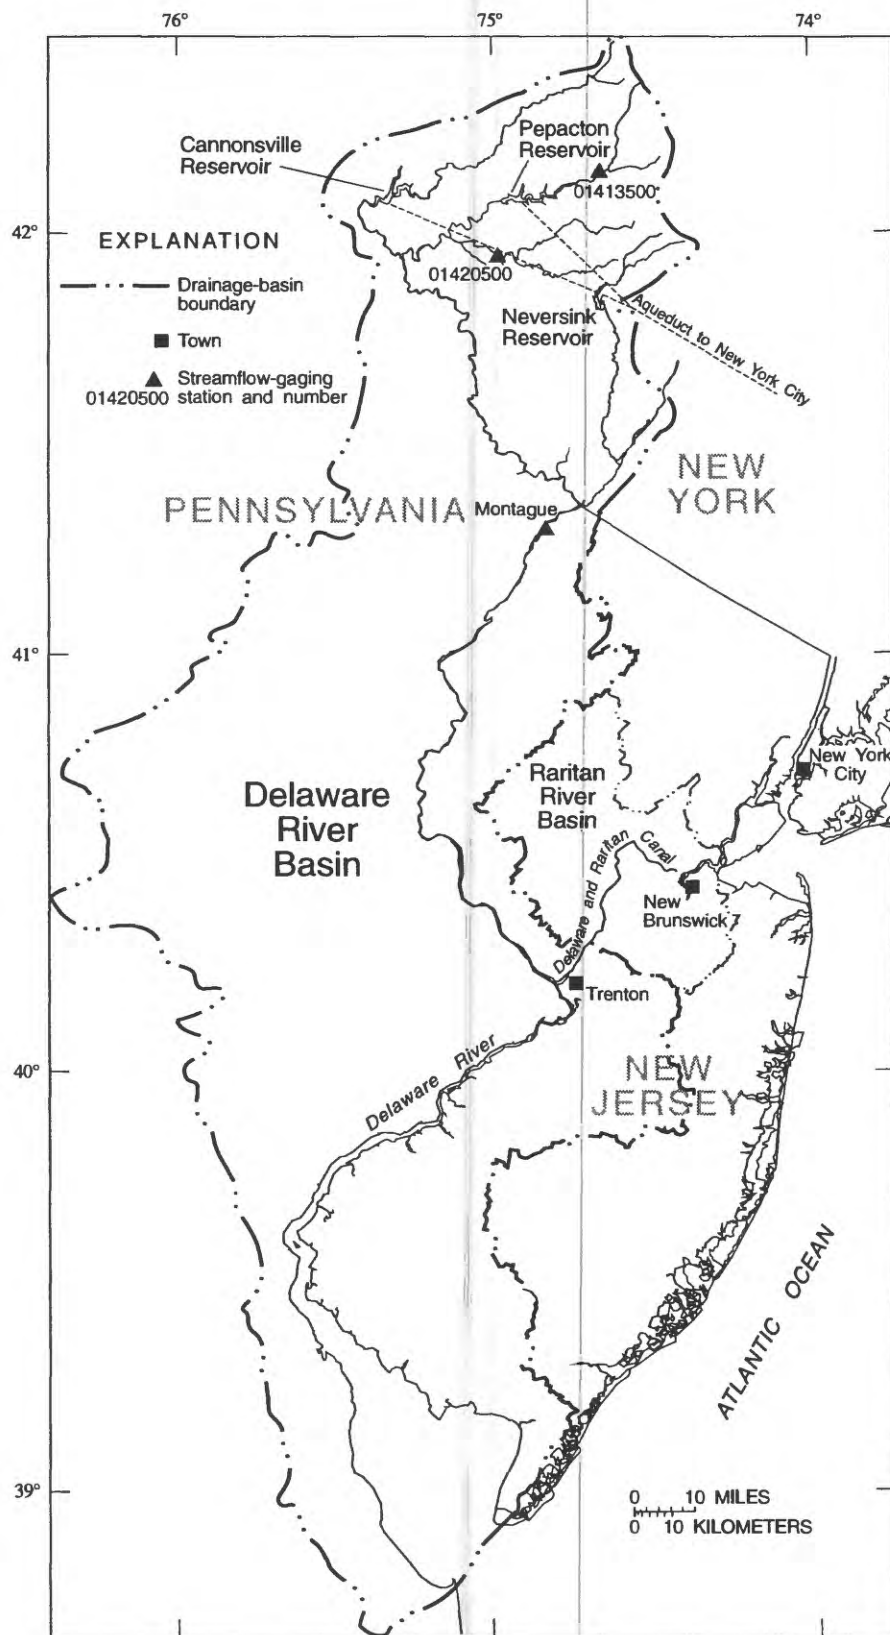 76°
75°
74°
Cannonsville
Reservoir
Pepacton
Reservoir
01413500
42°
EXPLANATION
Drainage-basin
boundary
Town
Streamflow-gaging
01420500 station and number
01420500
Neversink
Reservoir
Aqueduct to New York City
NEW
YORK
PENNSYLVANIA
Montague
41°
New York
City
Raritan
River
Basin
Delaware
River
Basin
Delaware and Raritan Canal
New
Brunswick
Trenton
40°
Delaware River
NEW
JERSEY
ATLANTIC OCEAN
39°
0 10 MILES
0 10 KILOMETERS
76°
75°
74°